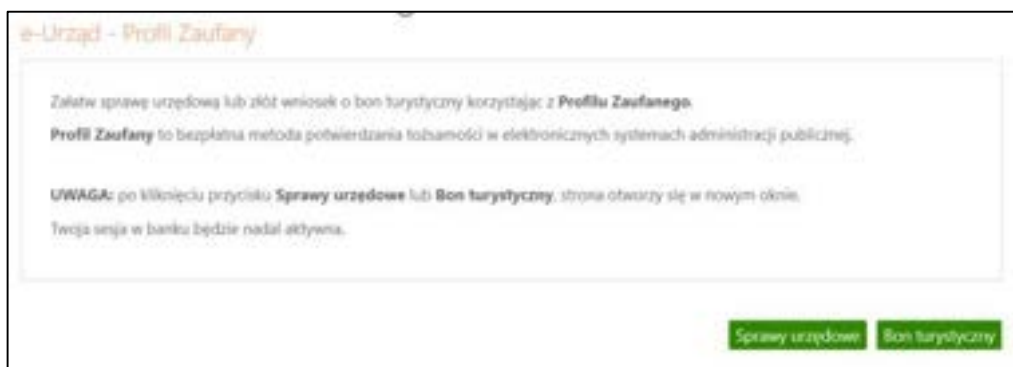 e-Urząd - Profil Zaufany
Załatw sprawę urzędową lub złóż wniosek o bon turystyczny korzystając z Profilu Zaufanego.
Profil Zaufany to bezpłatna metoda potwierdzania tożsamości w elektronicznych systemach administracji publicznej.
UWAGA: po kliknięciu przycisku Sprawy urzędowe lub Bon turystyczny, strona otworzy się w nowym oknie.
Twoja sesja w banku będzie nadal aktywna.
Sprawy urzędowe Bon turystyczny